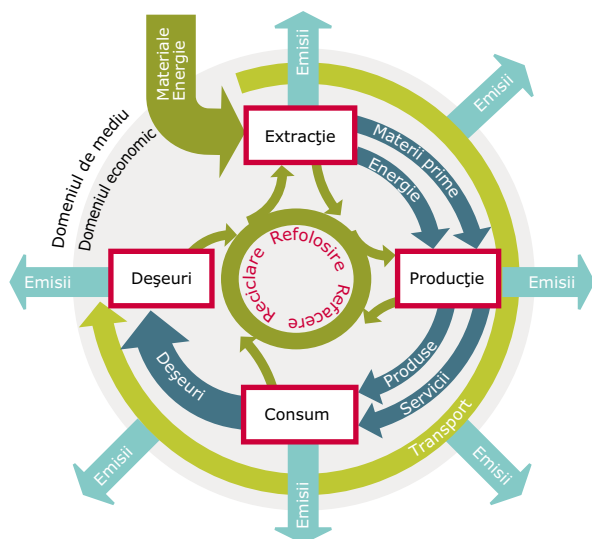 Materiale
Energie
Emisii
Emisii
Domeniul de mediu
Domeniul economic
Extracţie
Materii prime
Energie
Refolosire
Refacere
Reciclare
Emisii
Deşeuri
Producţie
Emisii
Deşeuri
Produse
Servicii
Consum
Transport
Emisii
Emisii
Emisii